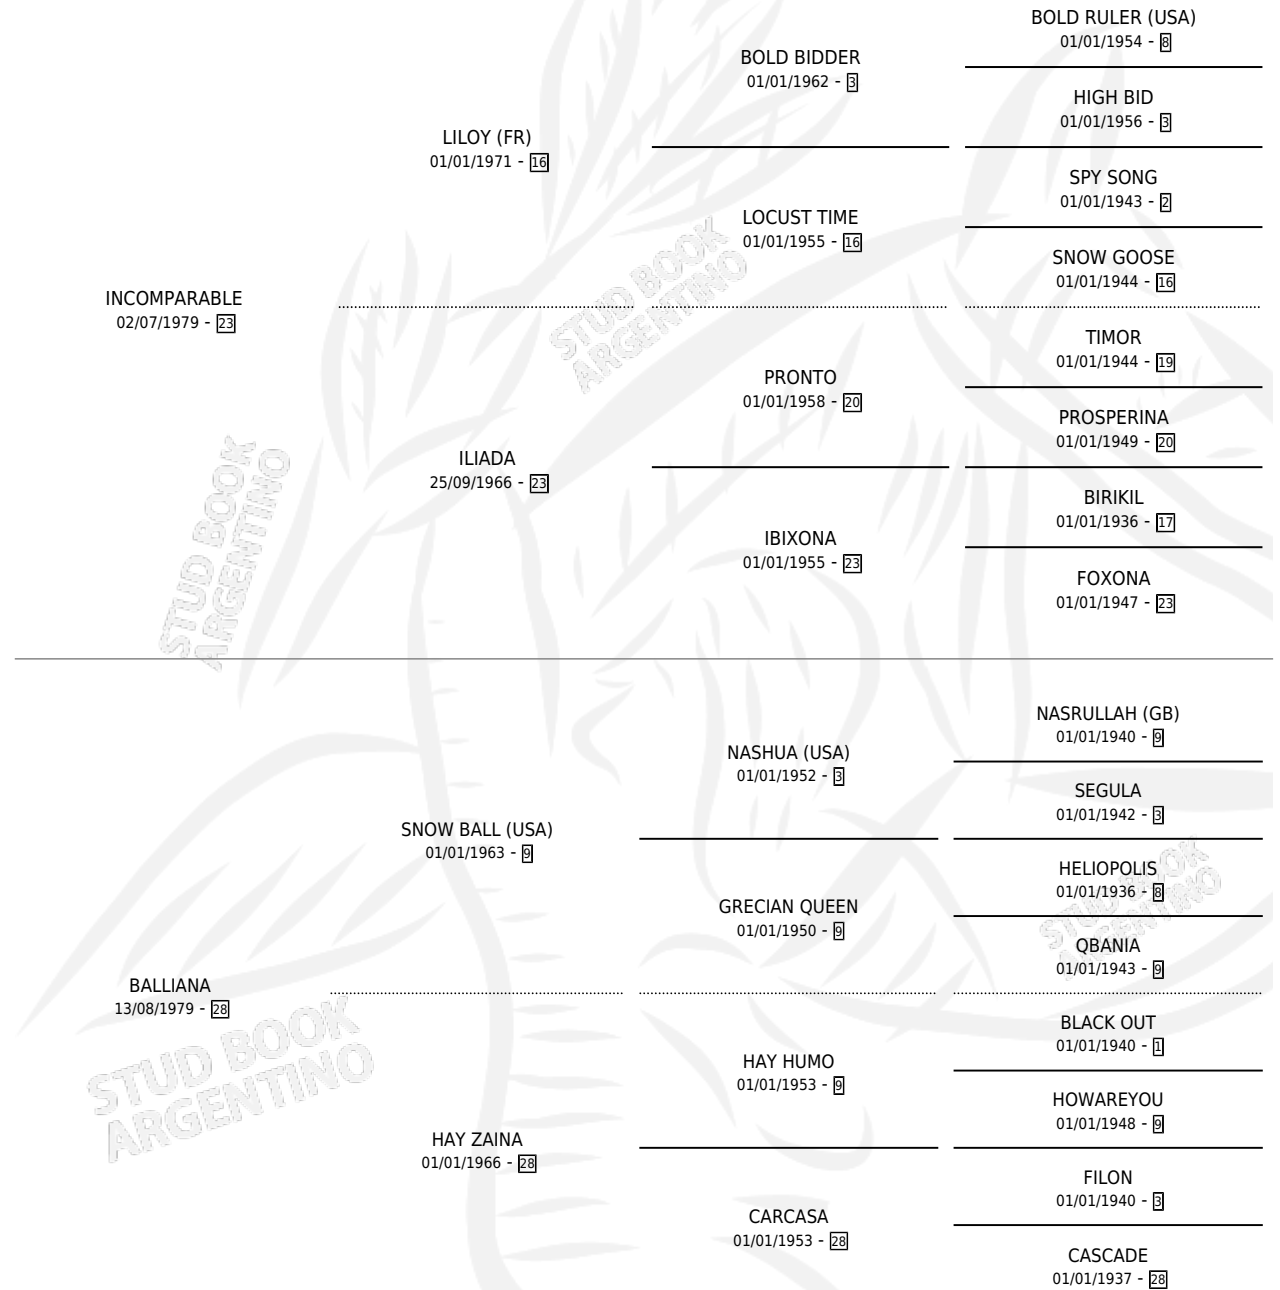 BOLD RULER (USA)
01/01/1954 - 8
BOLD BIDDER
01/01/1962 - 3
HIGH BID
01/01/1956 - 3
LILOY (FR)
01/01/1971 - 16
SPY SONG
01/01/1943 - 2
LOCUST TIME
01/01/1955 - 16
SNOW GOOSE
01/01/1944 - 16
INCOMPARABLE
02/07/1979 - 23
STUD BOOK
ARGENTINO
TIMOR
01/01/1944 - 19
PRONTO
01/01/1958 - 20
PROSPERINA
01/01/1949 - 20
ILIADA
25/09/1966 - 23
BIRIKIL
01/01/1936 - 17
IBIXONA
01/01/1955 - 23
FOXONA
01/01/1947 - 23
STUD BOOK
ARGENTINO
NASRULLAH (GB)
01/01/1940 - 9
NASHUA (USA)
01/01/1952 - 3
SEGULA
01/01/1942 - 3
SNOW BALL (USA)
01/01/1963 - 9
HELIOPOLIS
01/01/1936 - 8
GRECIAN QUEEN
01/01/1950 - 9
QBANIA
01/01/1943 - 9
STUD BOOK
ARGENTINO
BALLIANA
13/08/1979 - 28
BLACK OUT
01/01/1940 - 1
HAY HUMO
01/01/1953 - 9
HOWAREYOU
01/01/1948 - 9
STUD BOOK
ARGENTINO
HAY ZAINA
01/01/1966 - 28
FILON
01/01/1940 - 3
CARCASA
01/01/1953 - 28
CASCADE
01/01/1937 - 28